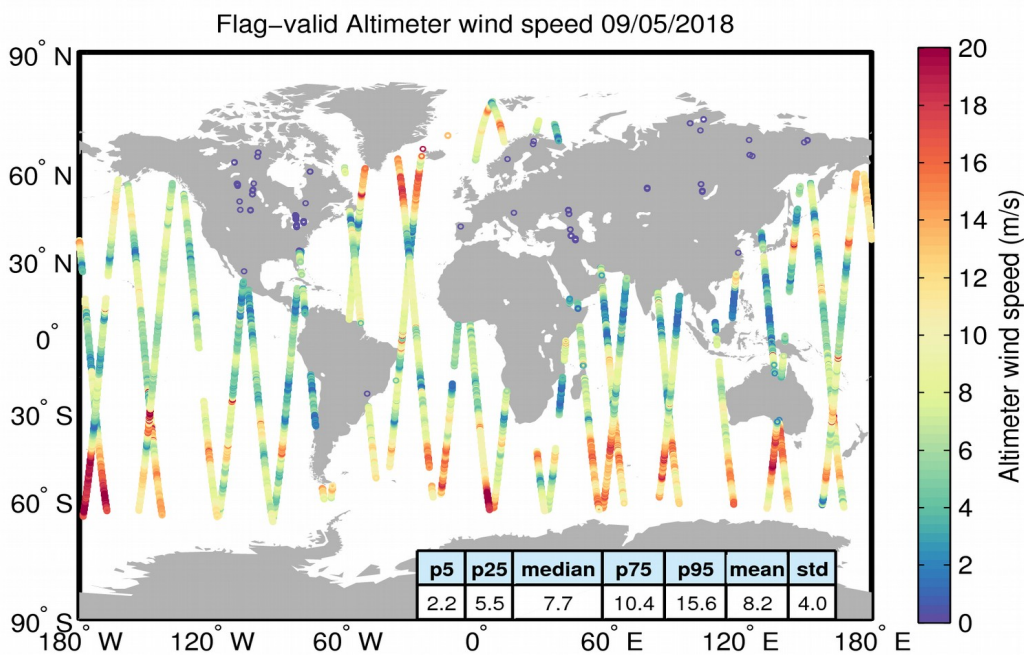 Flag−valid Altimeter wind speed 09/05/2018
90° N
60° N
30° N
0°
30° S
60° S
90° S
180° W
120° W
60° W
0°
60° E
120° E
180° E
p5 p25 median p75 p95 mean std
2.2 5.5 7.7 10.4 15.6 8.2 4.0
20
18
16
14
12
10
8
6
4
2
0
Altimeter wind speed (m/s)